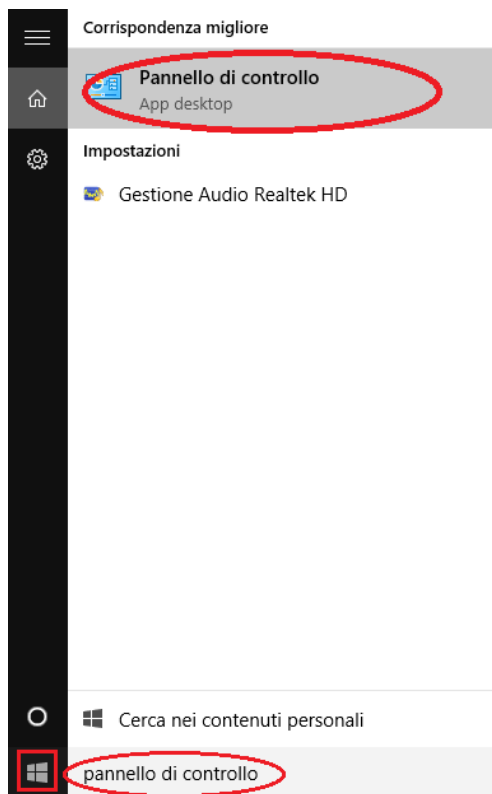 Corrispondenza migliore
Pannello di controllo
App desktop
Impostazioni
Gestione Audio Realtek HD
Cerca nei contenuti personali
pannello di controllo